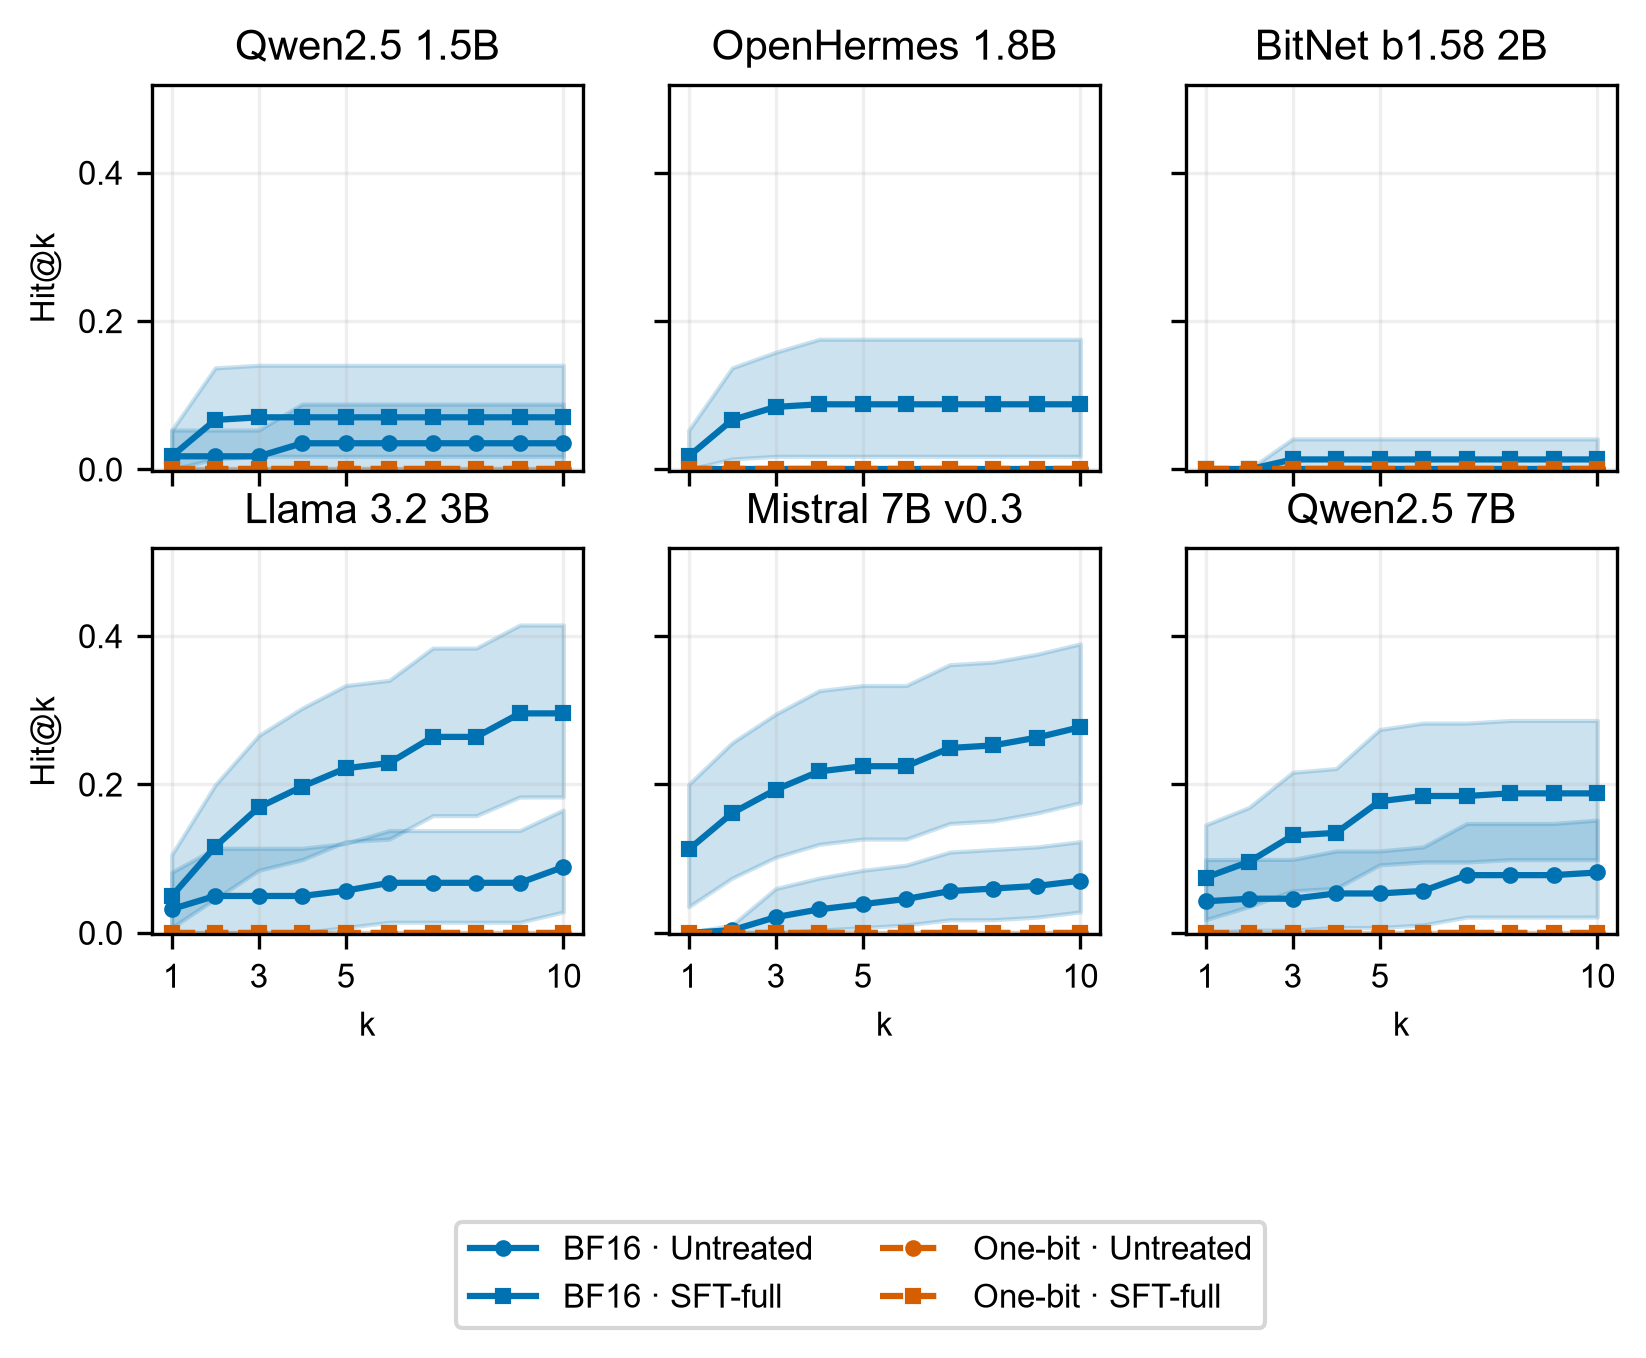 Qwen2.5 1.5B
OpenHermes 1.8B
BitNet b1.58 2B
Hit@k
0.4
0.2
0.0
Llama 3.2 3B
Mistral 7B v0.3
Qwen2.5 7B
Hit@k
0.4
0.2
0.0
1 3 5 10
1 3 5 10
1 3 5 10
k
k
k
BF16 · Untreated
BF16 · SFT-full
One-bit · Untreated
One-bit · SFT-full